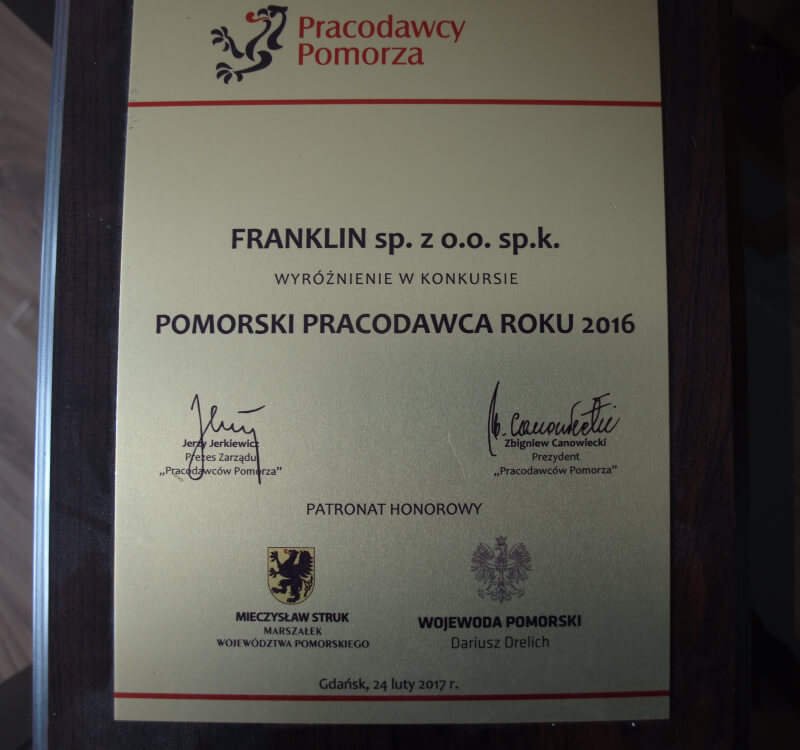 Pracodawcy
Pomorza
FRANKLIN sp. z o.o. sp.k.
WYRÓŻNIENIE W KONKURSIE
POMORSKI PRACODAWCA ROKU 2016
Jerzy Jerkiewicz
Prezes Zarządu
„Pracodawców Pomorza”
Zbigniew Canowiecki
Prezydent
„Pracodawców Pomorza”
PATRONAT HONOROWY
MIECZYSŁAW STRUK
MARSZAŁEK
WOJEWÓDZTWA POMORSKIEGO
WOJEWODA POMORSKI
Dariusz Drelich
Gdańsk, 24 luty 2017 r.